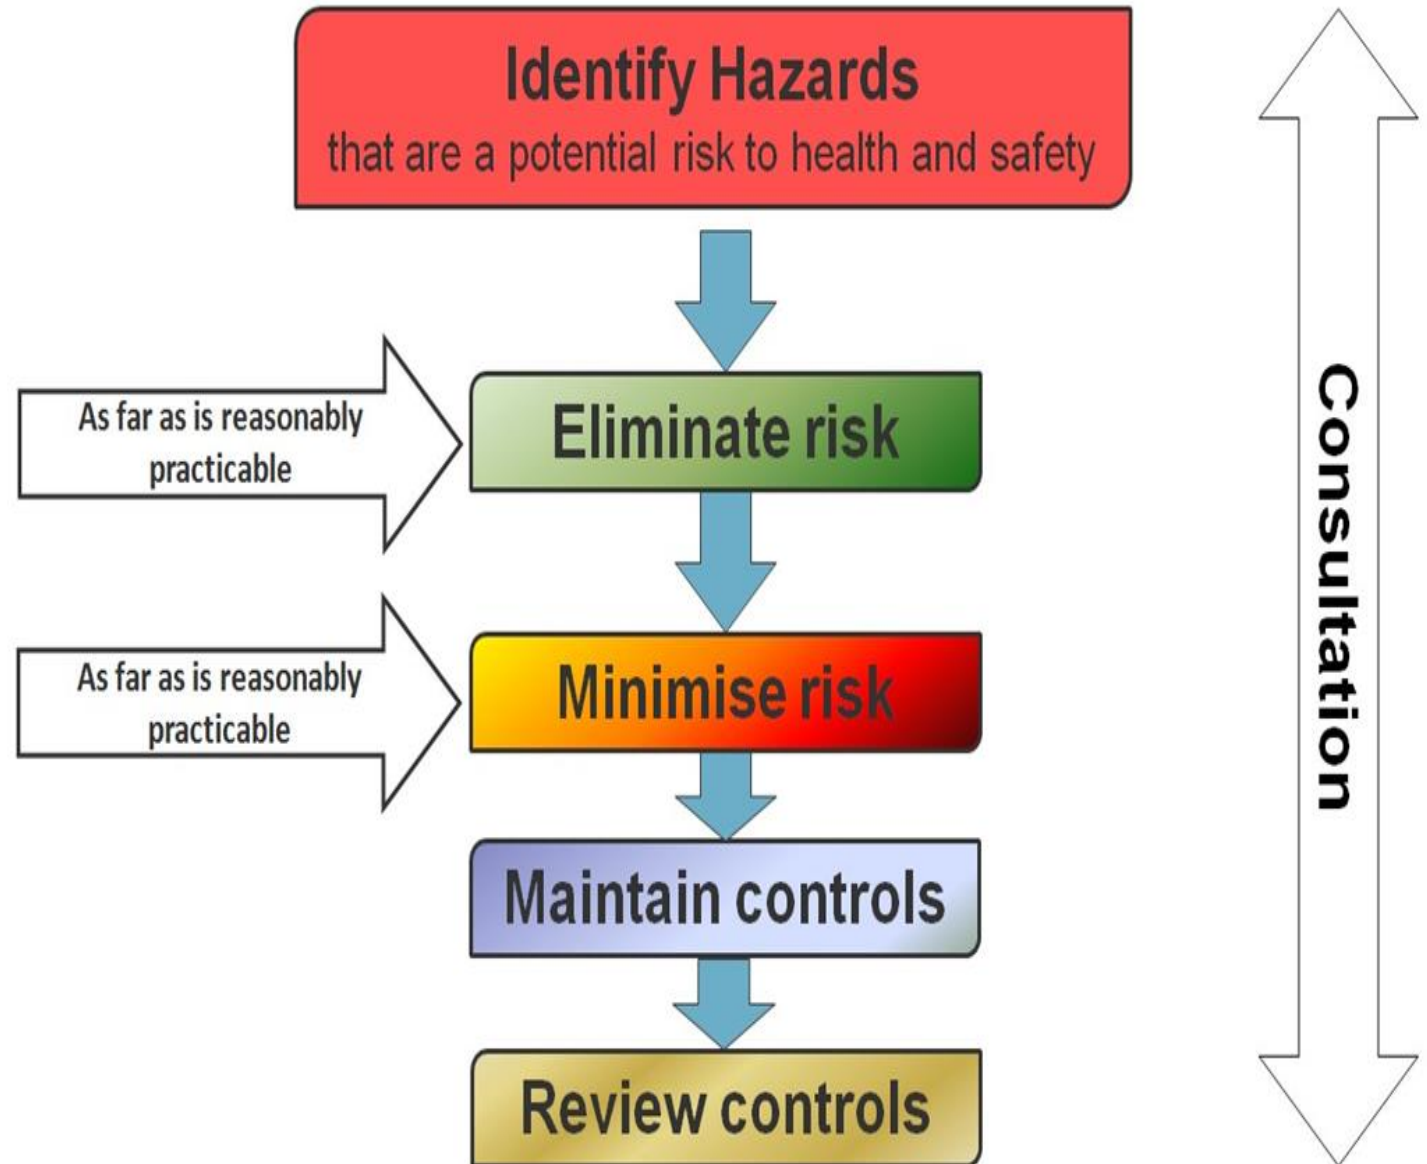 Identify Hazards
that are a potential risk to health and safety
As far as is reasonably
practicable
Eliminate risk
As far as is reasonably
practicable
Minimise risk
Maintain controls
Review controls
Consultation